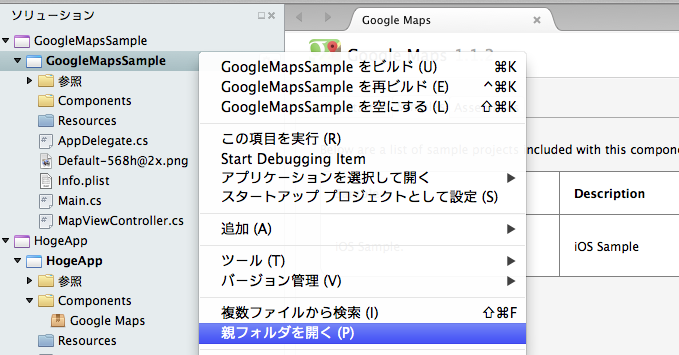 ソリューション
GoogleMapsSample
GoogleMapsSample
参照
Components
Resources
AppDelegate.cs
Default-568h@2x.png
Info.plist
Main.cs
MapViewController.cs
HogeApp
HogeApp
参照
Components
Google Maps
Resources
GoogleMapsSample をビルド (U) ⌘K
GoogleMapsSample を再ビルド (E) ^⌘K
GoogleMapsSample を空にする (L) ⇧⌘K
この項目を実行 (R)
Start Debugging Item
アプリケーションを選択して開く
スタートアップ プロジェクトとして設定 (S)
追加 (A)
ツール (T)
バージョン管理 (V)
複数ファイルから検索 (I) ⇧⌘F
親フォルダを開く (P)
Google Maps
Google Maps 1.1.2
are a list of sample projects included with this compone
Description
iOS Sample
iOS Sample